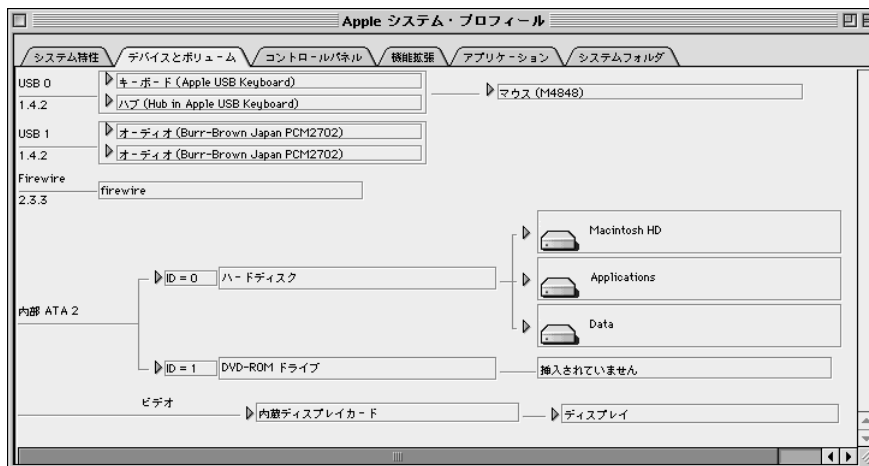 Apple システム・プロフィール
システム特性 デバイスとボリューム コントロールパネル 機能拡張 アプリケーション システムフォルダ
USB 0
1.4.2
キーボード (Apple USB Keyboard)
ハブ (Hub in Apple USB Keyboard)
マウス (M4848)
USB 1
1.4.2
オーディオ (Burr-Brown Japan PCM2702)
オーディオ (Burr-Brown Japan PCM2702)
Firewire
2.3.3
firewire
内部 ATA 2
ID = 0 ハードディスク
Macintosh HD
Applications
Data
ID = 1 DVD-ROM ドライブ 挿入されていません
ビデオ
内蔵ディスプレイカード ディスプレイ